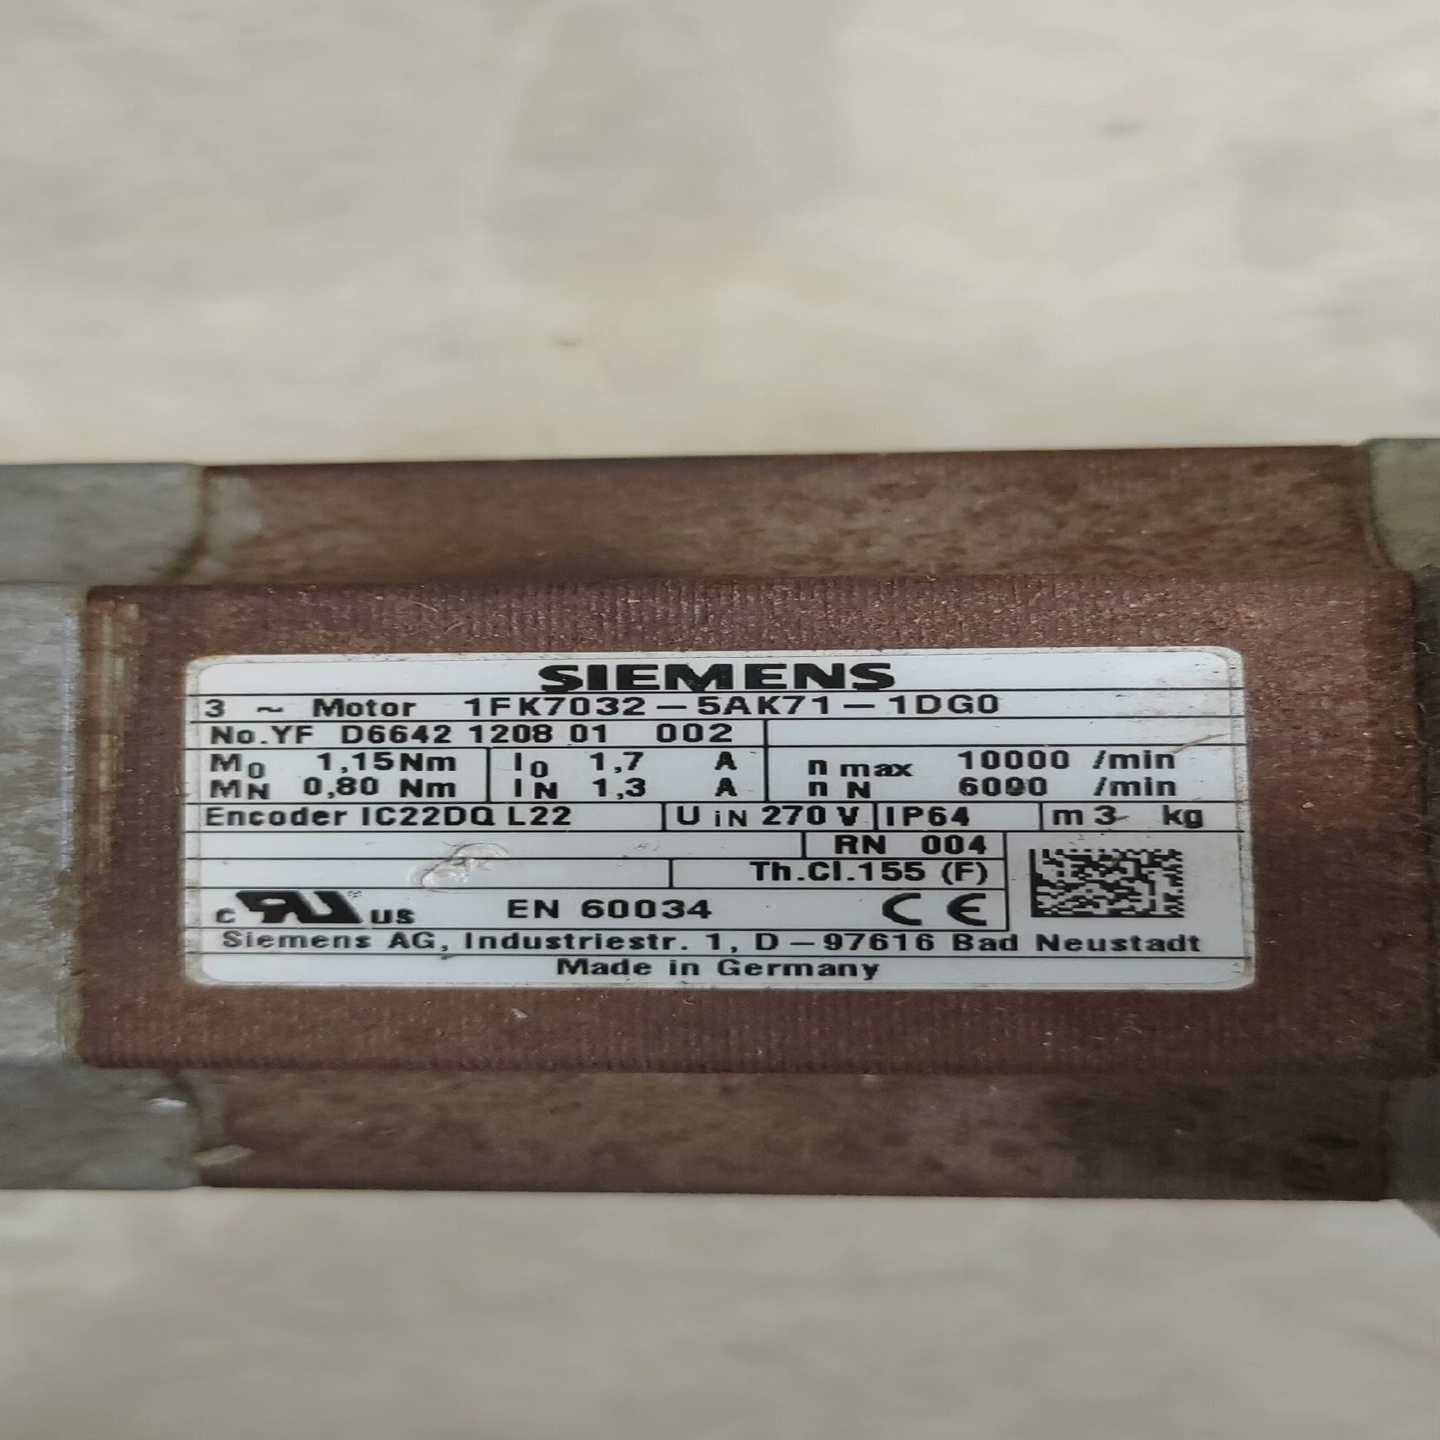 SIEMENS
3 ~ Motor 1FK7032-5AK71-1DG0
No.YF D6642 1208 01 002
M0 1,15Nm I0 1,7 A n max 10000 /min
MN 0,80 Nm IN 1,3 A n N 6000 /min
Encoder IC22DQ L22 U iN 270 V IP64 m 3 kg
RN 004
Th.Cl.155 (F)
c RU ® US EN 60034 CE
Siemens AG, Industriestr. 1, D-97616 Bad Neustadt
Made in Germany